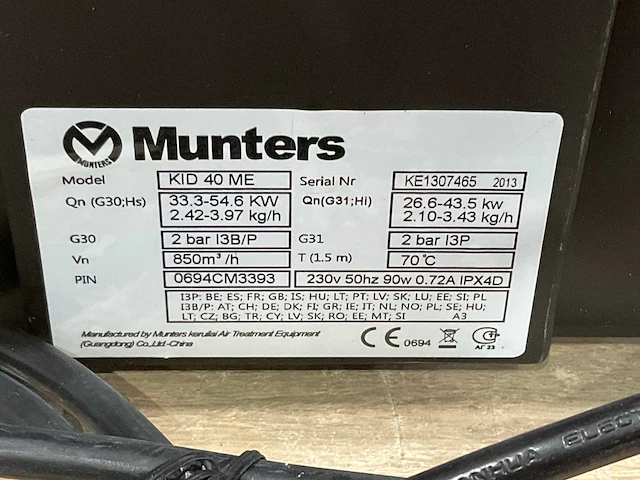 Munters
MUNTERS
Model KID 40 ME Serial Nr KE1307465 2013
Qn (G30;Hs) 33.3-54.6 KW Qn(G31;Hi) 26.6-43.5 kw
2.42-3.97 kg/h 2.10-3.43 kg/h
G30 2 bar I3B/P G31 2 bar I3P
Vn 850m³/h T (1.5 m) 70℃
PIN 0694CM3393 230v 50hz 90w 0.72A IPX4D
I3P: BE; ES; FR; GB; IS; HU; LT; PT; LV; SK; LU; EE; SI; PL
I3B/P: AT; CH; DE; DK; FI; GR; IE; IT; NL; NO; PL; SE; HU;
LT; CZ; BG; TR; CY; LV; SK; RO; EE; MT; SI A3
Manufactured by Munters keruilai Air Treatment Equipment
(Guangdong) Co.,Ltd-China
CE 0694
АГ 23